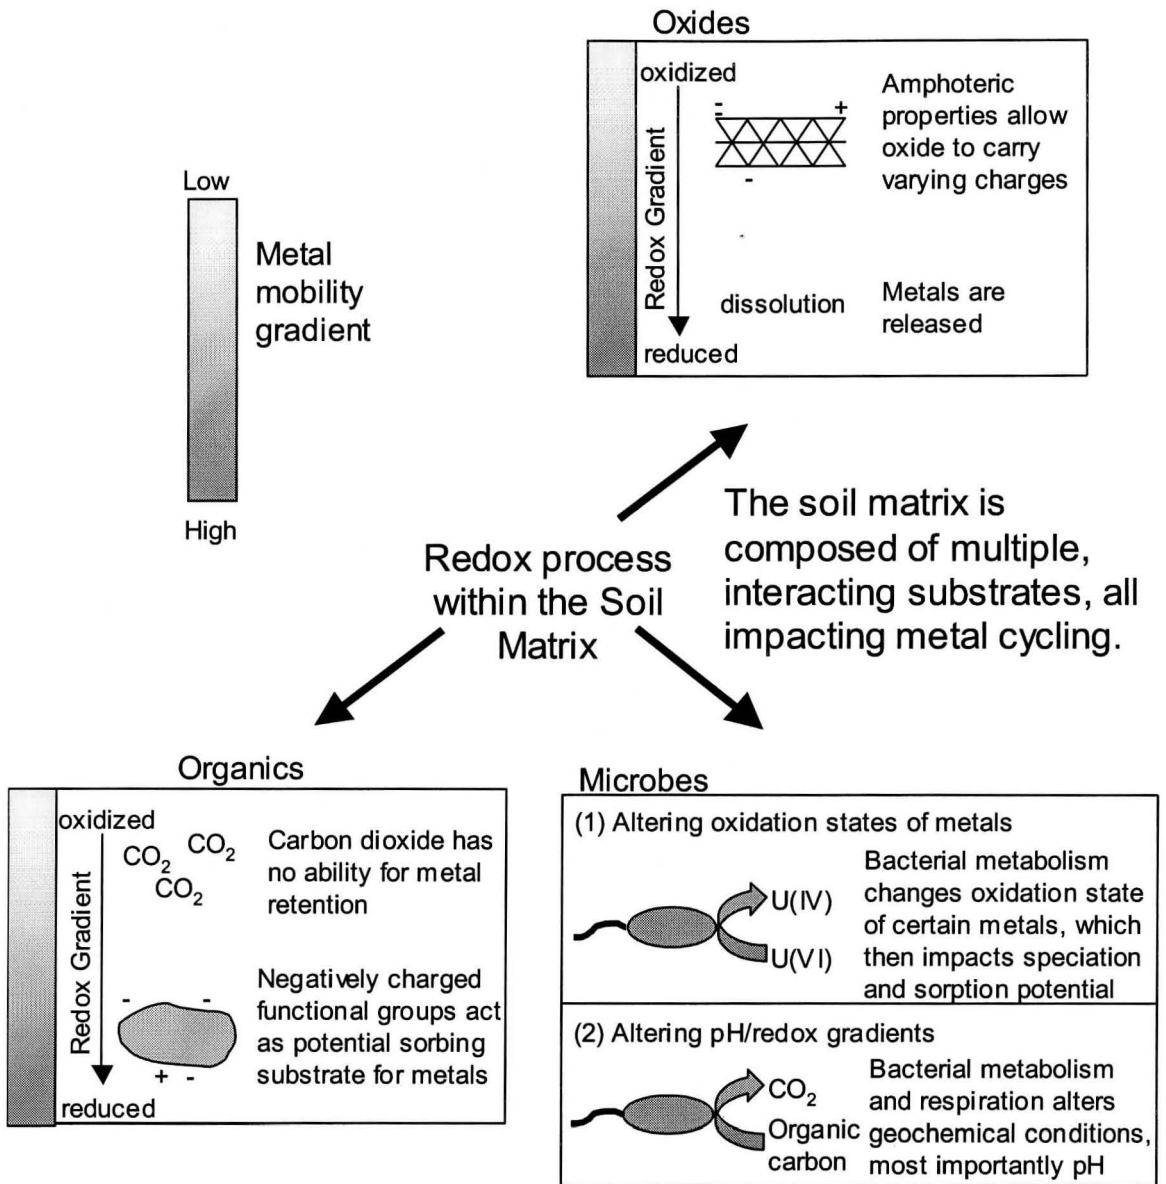 Oxides
oxidized
Redox Gradient
reduced
-
-
+
-
Amphoteric
properties allow
oxide to carry
varying charges
dissolution
Metals are
released
Low
Metal
mobility
gradient
High
Redox process
within the Soil
Matrix
The soil matrix is
composed of multiple,
interacting substrates, all
impacting metal cycling.
Organics
oxidized
Redox Gradient
reduced
CO2 CO2
CO2
Carbon dioxide has
no ability for metal
retention
- -
+ -
Negatively charged
functional groups act
as potential sorbing
substrate for metals
Microbes
(1) Altering oxidation states of metals
U(IV)
U(VI)
Bacterial metabolism
changes oxidation state
of certain metals, which
then impacts speciation
and sorption potential
(2) Altering pH/redox gradients
CO2
Organic
carbon
Bacterial metabolism
and respiration alters
geochemical conditions,
most importantly pH